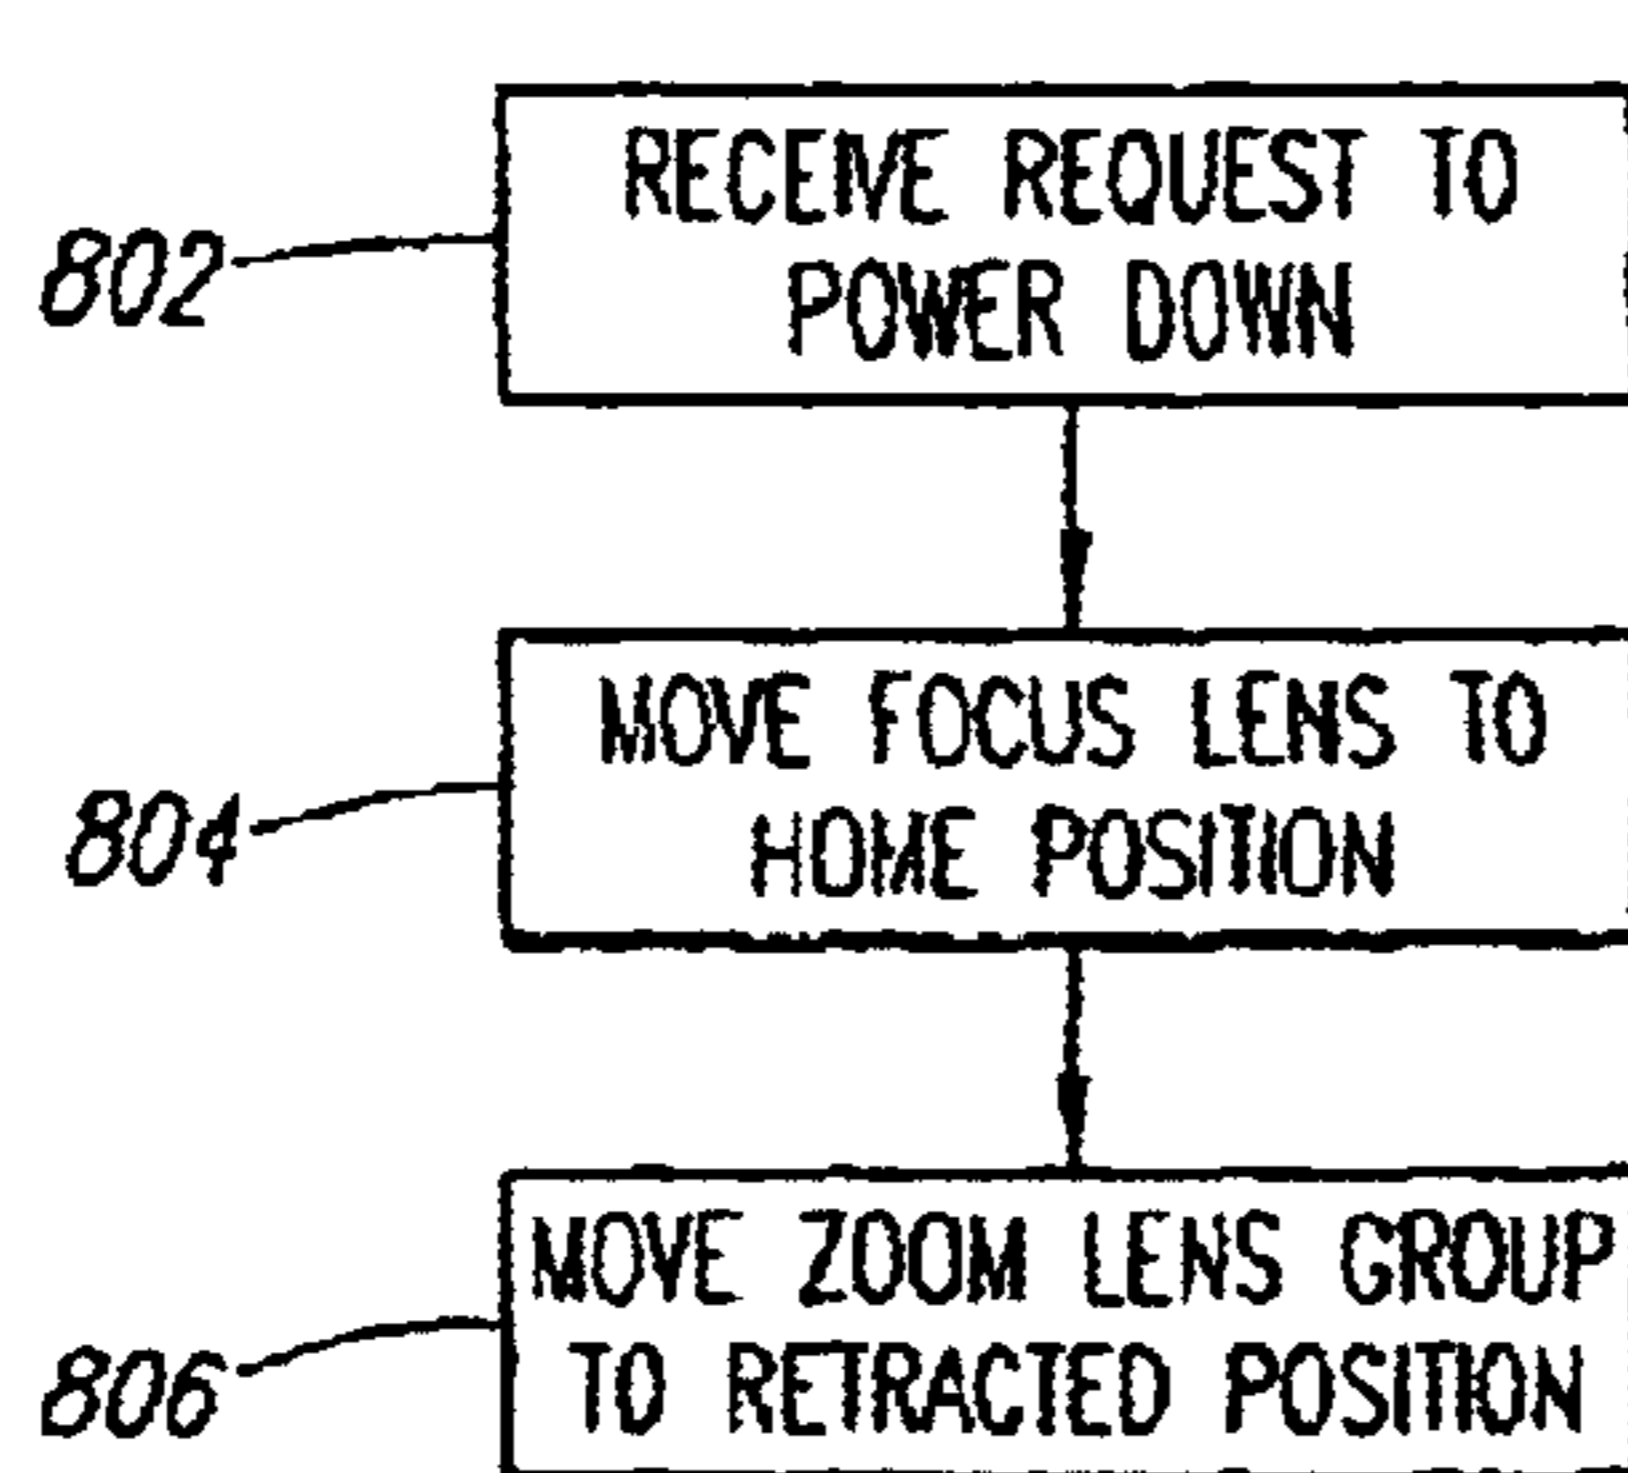 802
RECEIVE REQUEST TO
POWER DOWN
804
MOVE FOCUS LENS TO
HOME POSITION
806
MOVE ZOOM LENS GROUP
TO RETRACTED POSITION